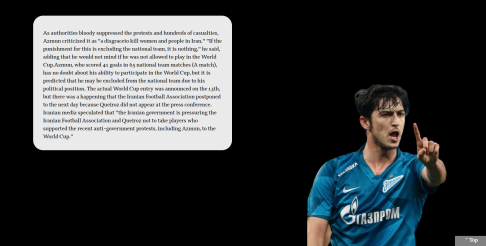 As authorities bloody suppressed the protests and hundreds of casualties,
Azmun criticized it as "a disgraceto kill women and people in Iran." "If the
punishment for this is excluding the national team, it is nothing," he said,
adding that he would not mind if he was not allowed to play in the World
Cup.Azmun, who scored 41 goals in 65 national team matches (A match),
has no doubt about his ability to participate in the World Cup,but it is
predicted that he may be excluded from the national team due to his
political position. The actual World Cup entry was announced on the 13th,
but there was a happening that the Iranian Football Association postponed
to the next day because Queiroz did not appear at the press conference.
Iranian media speculated that "the Iranian government is pressuring the
Iranian Football Association and Queiroz not to take players who
supported the recent anti-government protests, including Azmun, to the
World Cup."
ГАЗПРОМ
Top